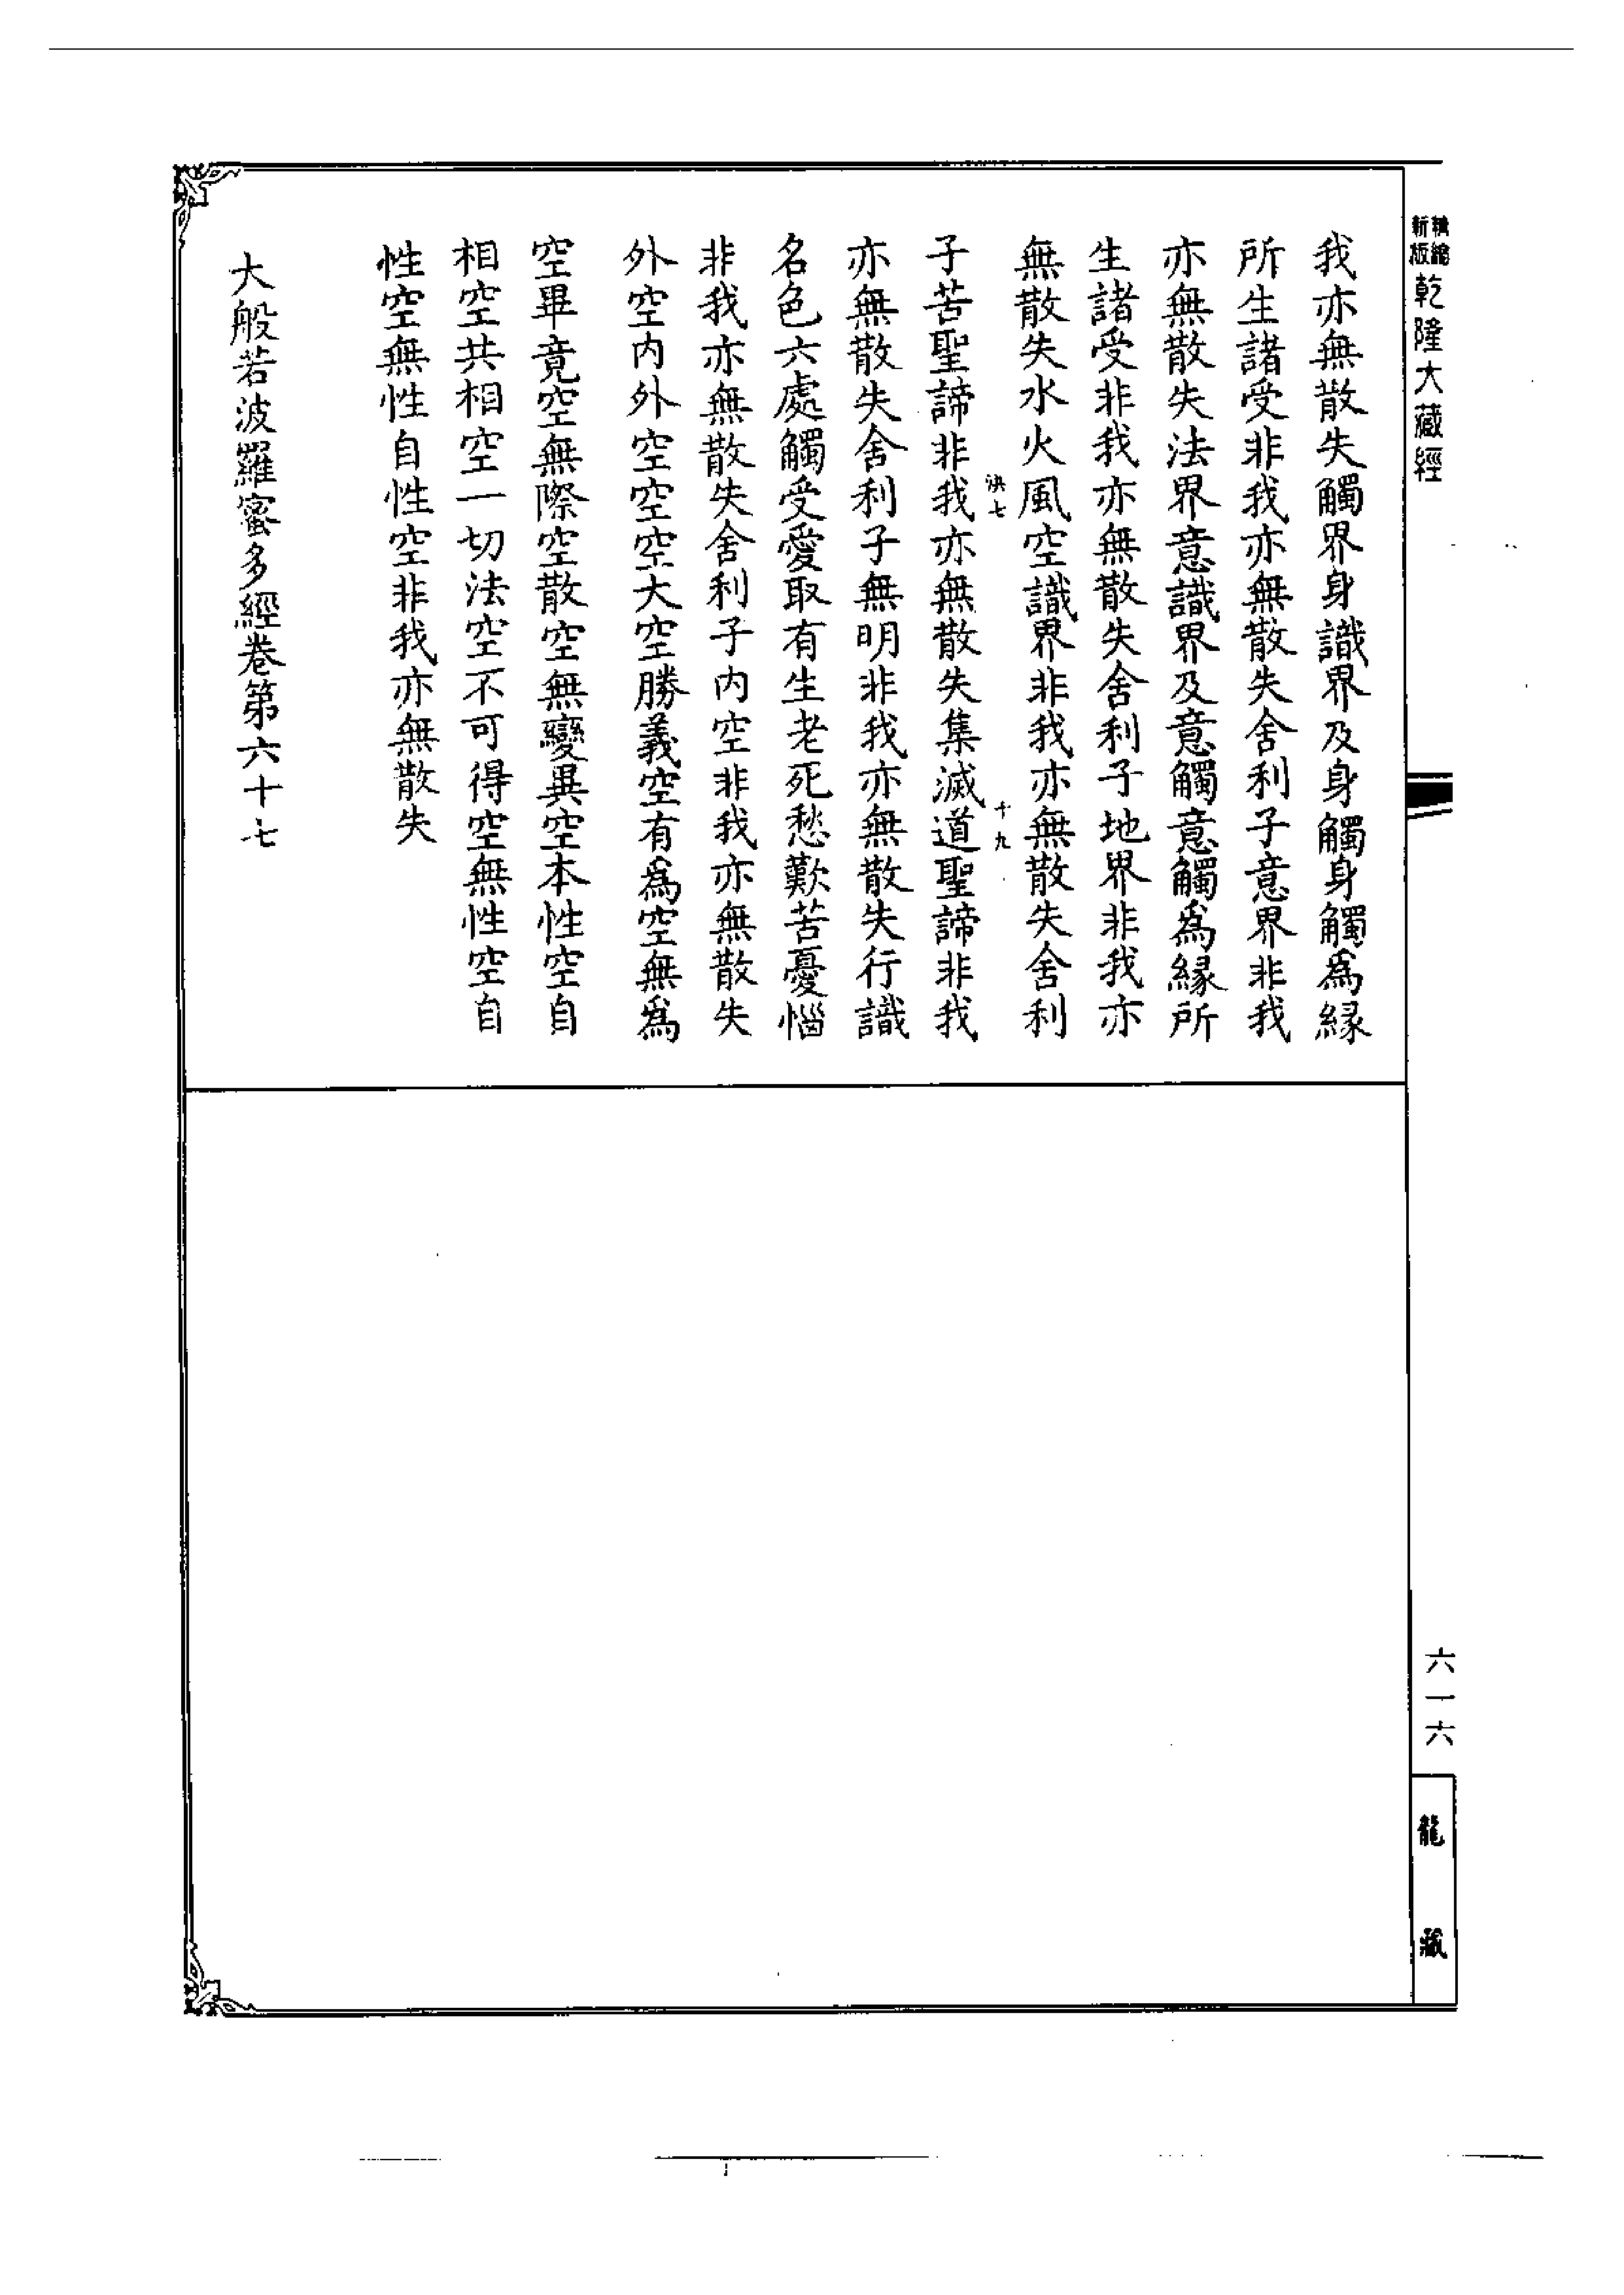 精編新版乾隆大藏經
我亦無散失觸界身識界及身觸身觸爲緣
所生諸受非我亦無散失舍利子意界非我
亦無散失法界意識界及意觸意觸爲緣所
生諸受非我亦無散失舍利子地界非我亦
無散失水火風空識界非我亦無散失舍利
子苦聖諦非我亦無散失集滅道聖諦非我
亦無散失舍利子無明非我亦無散失行識
名色六處觸受愛取有生老死愁歎苦憂惱
非我亦無散失舍利子內空非我亦無散失
外空內外空空空大空勝義空有爲空無爲
空畢竟空無際空散空無變異空本性空自
相空共相空一切法空不可得空無性空自
性空無性自性空非我亦無散失
大般若波羅蜜多經卷第六十七
七 十九
六一六
龍藏